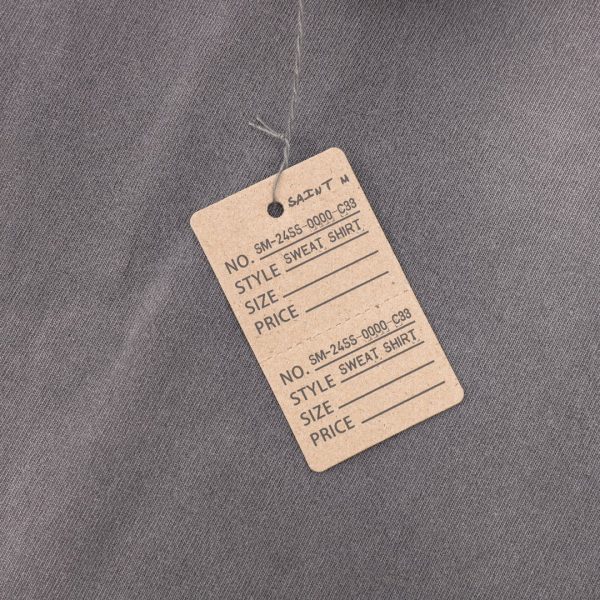 SAINT M
NO. SM-24SS-0000-C33
STYLE SWEAT SHIRT
SIZE
PRICE
NO. SM-24SS-0000-C33
STYLE SWEAT SHIRT
SIZE
PRICE